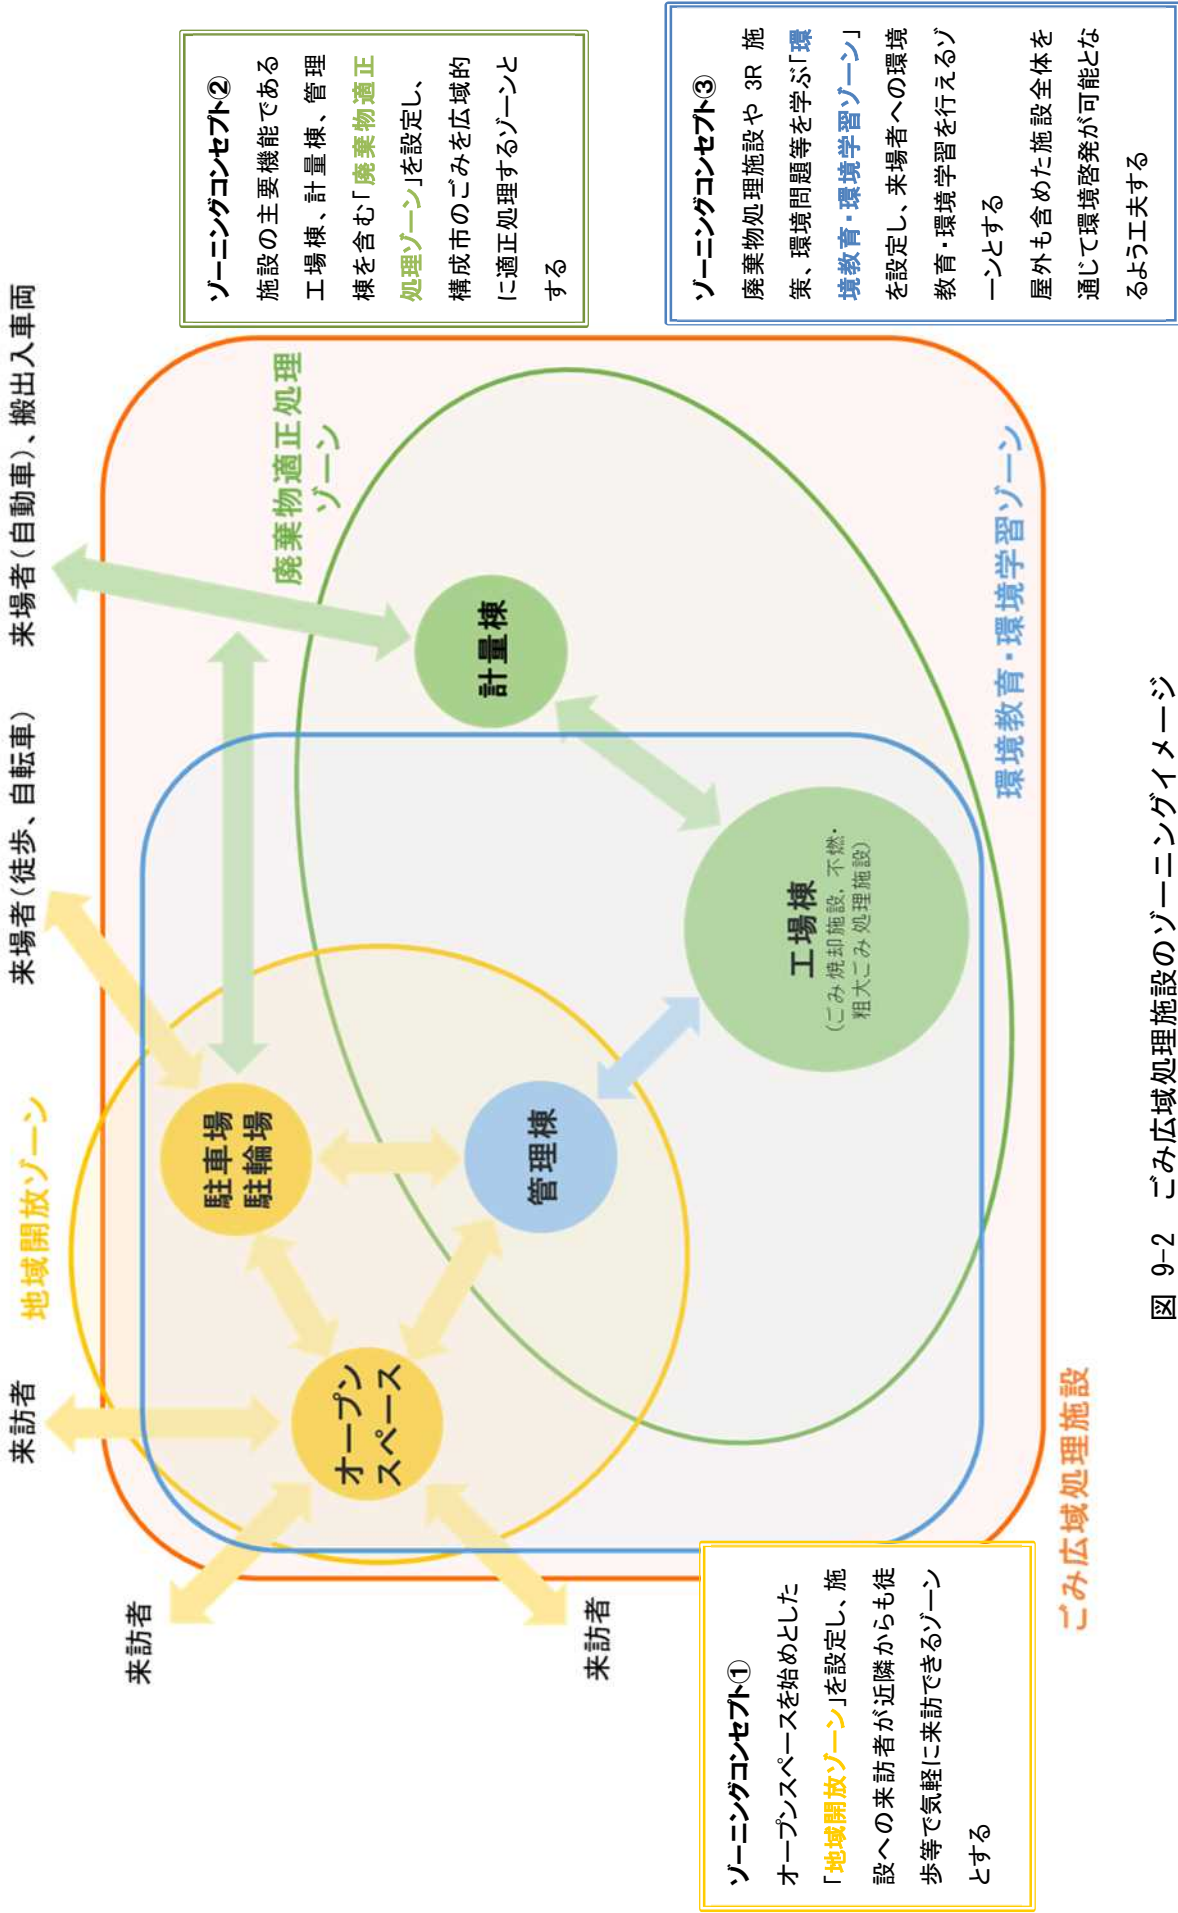 来訪者
地域開放ゾーン
来場者(徒歩、自転車)
来場者(自動車)、搬出入車両
来訪者
来訪者
駐車場
駐輪場
オープン
スペース
管理棟
計量棟
工場棟
(ごみ焼却施設，不燃・
粗大ごみ処理施設)
廃棄物適正処理
ゾーン
環境教育・環境学習ゾーン
ごみ広域処理施設
ゾーニングコンセプト①
オープンスペースを始めとした
「地域開放ゾーン」を設定し、施
設への来訪者が近隣からも徒
歩等で気軽に来訪できるゾーン
とする
ゾーニングコンセプト②
施設の主要機能である
工場棟、計量棟、管理
棟を含む「廃棄物適正
処理ゾーン」を設定し、
構成市のごみを広域的
に適正処理するゾーンと
する
ゾーニングコンセプト③
廃棄物処理施設や 3R 施
策、環境問題等を学ぶ「環
境教育・環境学習ゾーン」
を設定し、来場者への環境
教育・環境学習を行えるゾ
ーンとする
屋外も含めた施設全体を
通じて環境啓発が可能とな
るよう工夫する
図 9-2 ごみ広域処理施設のゾーニングイメージ